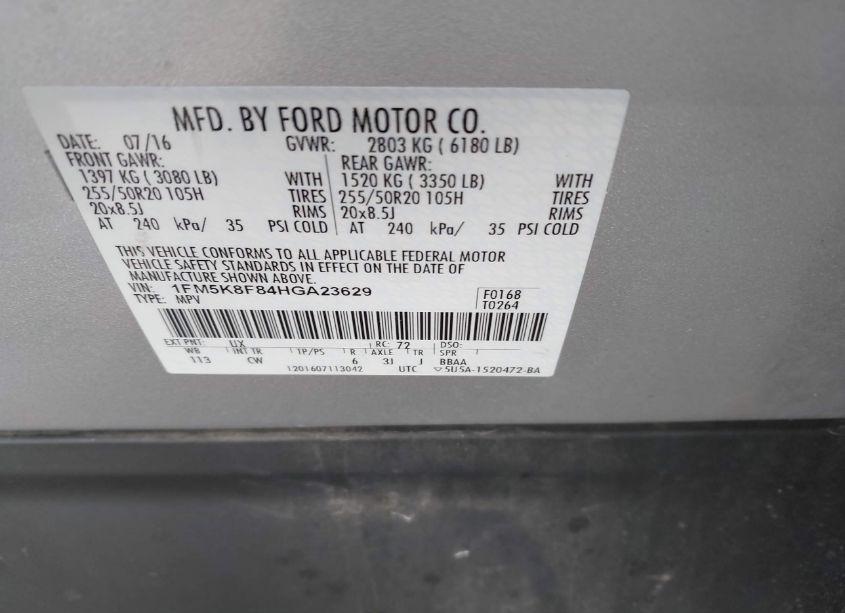 MFD. BY FORD MOTOR CO.
DATE: 07/16 GVWR: 2803 KG ( 6180 LB)
FRONT GAWR: REAR GAWR:
1397 KG ( 3080 LB) WITH 1520 KG ( 3350 LB) WITH
255/50R20 105H TIRES 255/50R20 105H TIRES
20x8.5J RIMS 20x8.5J RIMS
AT 240 kPa/ 35 PSI COLD AT 240 kPa/ 35 PSI COLD
THIS VEHICLE CONFORMS TO ALL APPLICABLE FEDERAL MOTOR
VEHICLE SAFETY STANDARDS IN EFFECT ON THE DATE OF
MANUFACTURE SHOWN ABOVE.
VIN: 1FM5K8F84HGA23629 F0168
TYPE: MPV T0264
EXT PNT: UX RC: 72 DSO:
WB INT TR TP/PS R AXLE TR SPR
113 CW 6 3J J BBAA
1201607113042 UTC ▽5U5A-1520472-BA